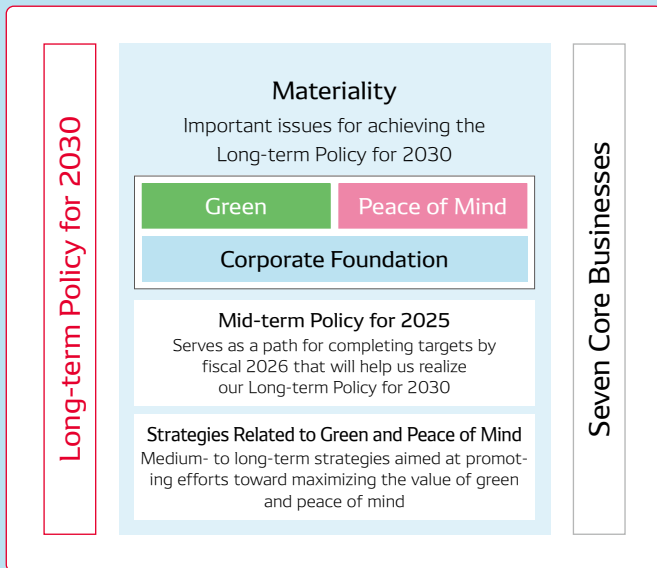 Long-term Policy for 2030
Materiality
Important issues for achieving the
Long-term Policy for 2030
Green
Peace of Mind
Corporate Foundation
Mid-term Policy for 2025
Serves as a path for completing targets by
fiscal 2026 that will help us realize
our Long-term Policy for 2030
Strategies Related to Green and Peace of Mind
Medium- to long-term strategies aimed at promot-
ing efforts toward maximizing the value of green
and peace of mind
Seven Core Businesses